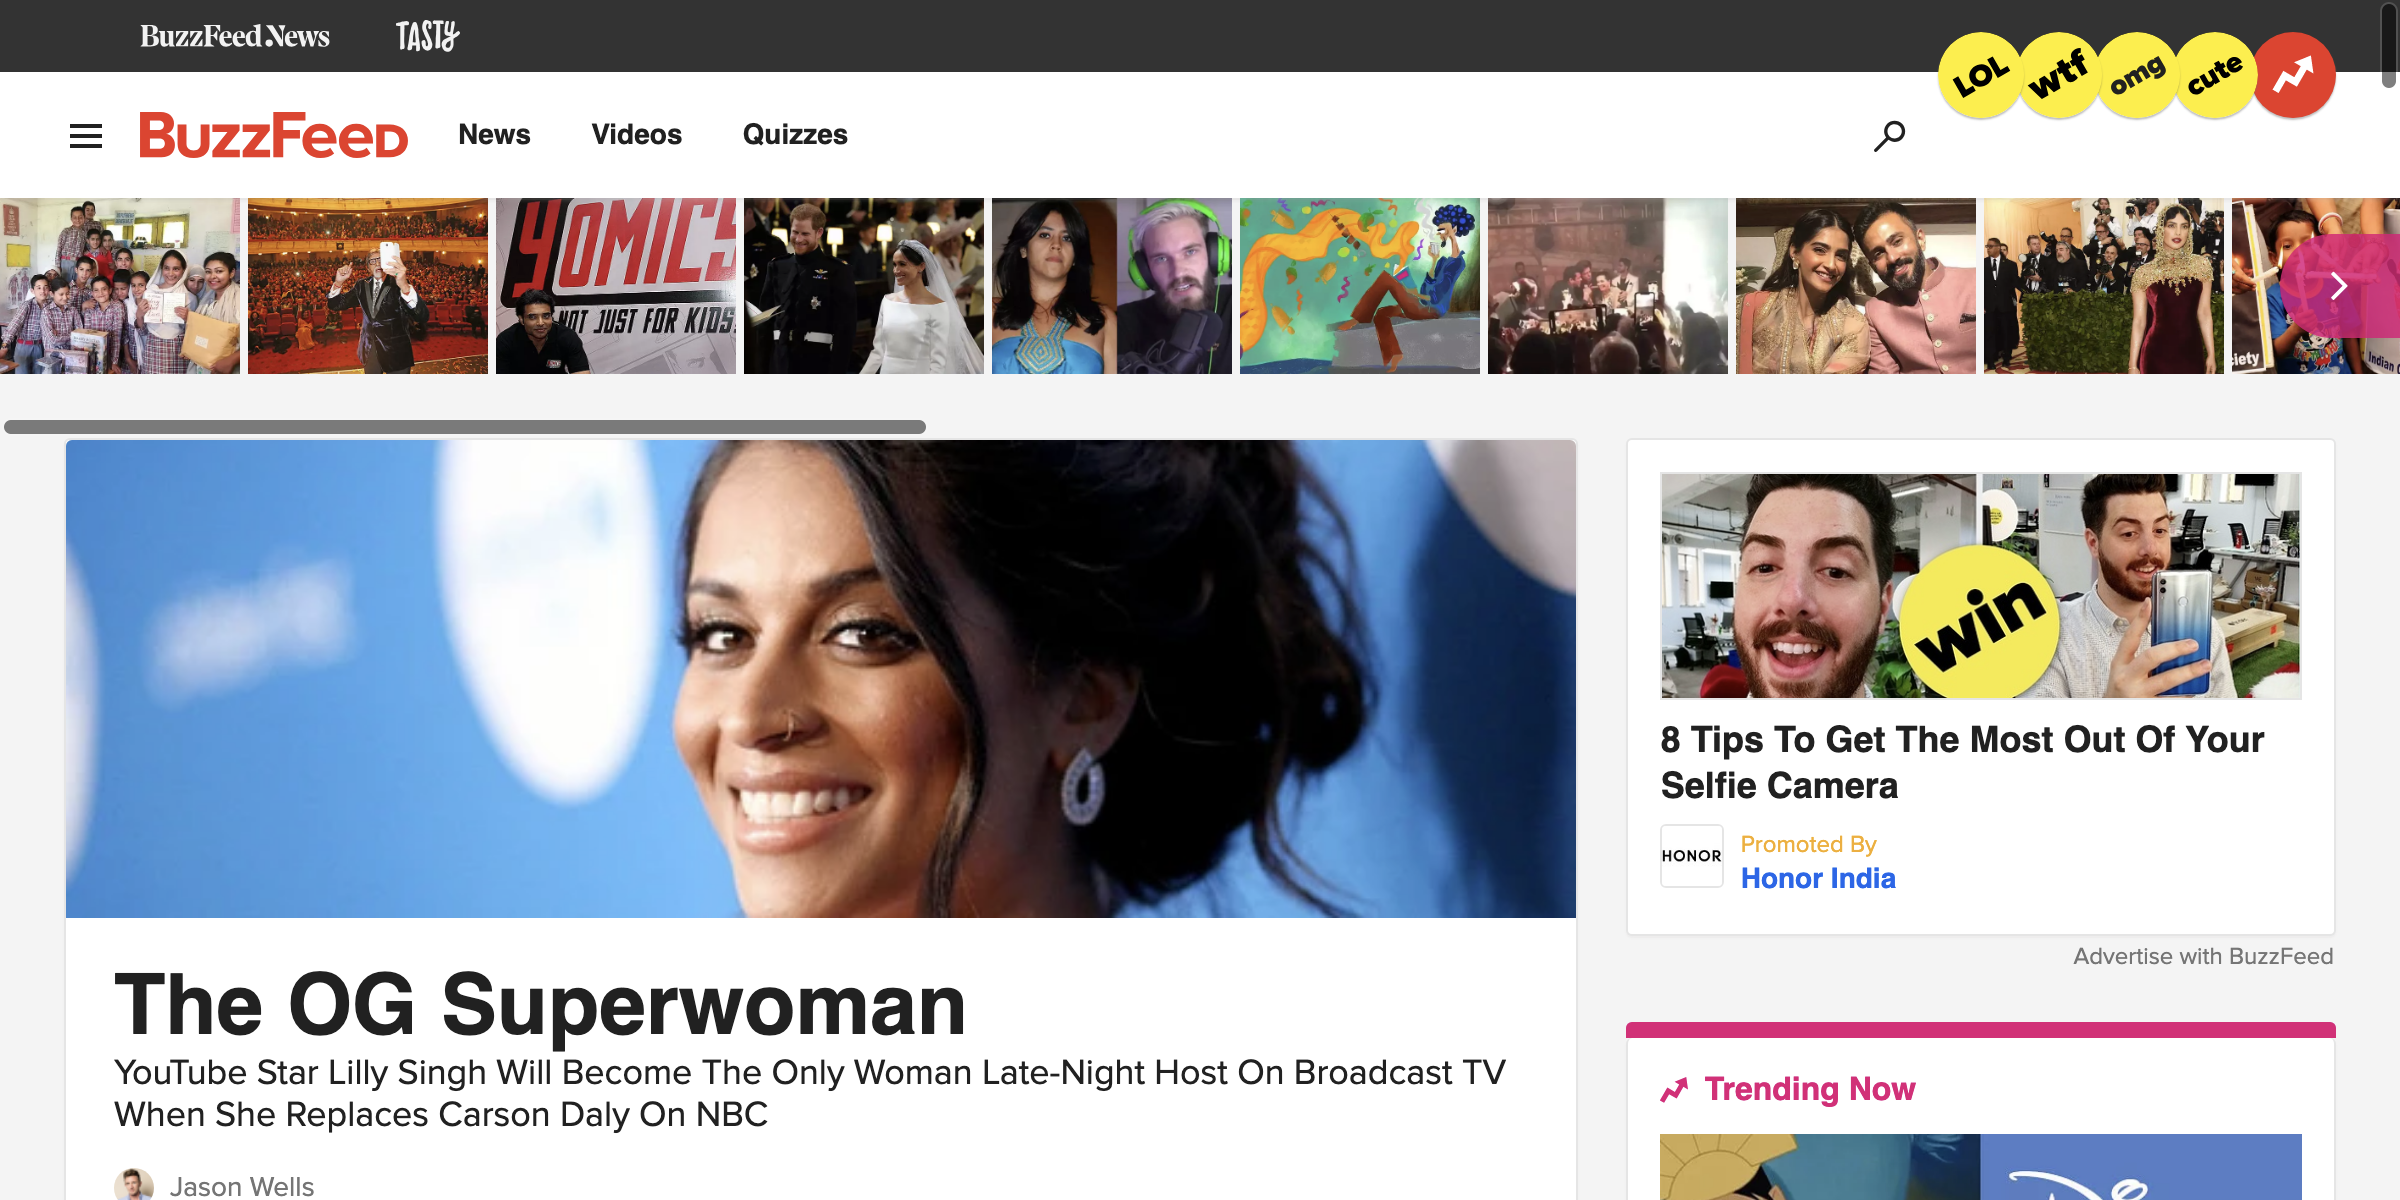 BuzzFeed News
TASTY
LOL
wtf
omg
cute
BuzzFeed
News
Videos
Quizzes
YOMICS
NOT JUST FOR KIDS
iety
Indian
win
8 Tips To Get The Most Out Of Your
Selfie Camera
HONOR
Promoted By
Honor India
Advertise with BuzzFeed
The OG Superwoman
YouTube Star Lilly Singh Will Become The Only Woman Late-Night Host On Broadcast TV
When She Replaces Carson Daly On NBC
Jason Wells
Trending Now